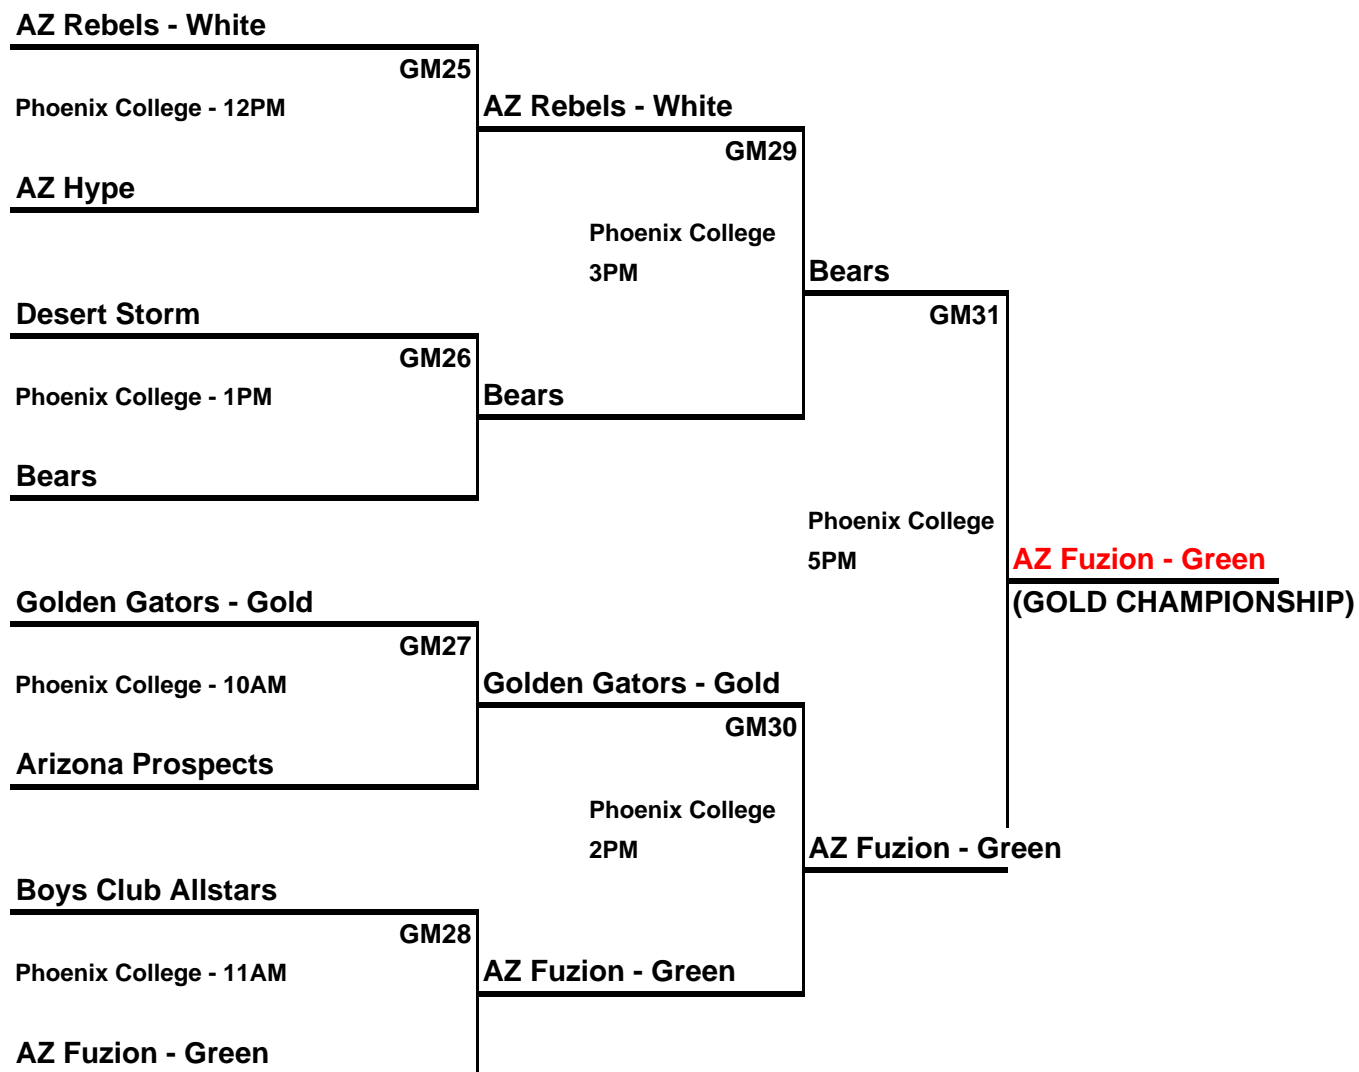 AZ Rebels - White
GM25
Phoenix College - 12PM
AZ Rebels - White
GM29
AZ Hype
Phoenix College
3PM
Bears
Desert Storm
GM31
GM26
Phoenix College - 1PM
Bears
Bears
Phoenix College
5PM
AZ Fuzion - Green
(GOLD CHAMPIONSHIP)
Golden Gators - Gold
GM27
Phoenix College - 10AM
Golden Gators - Gold
GM30
Arizona Prospects
Phoenix College
2PM
AZ Fuzion - Green
Boys Club Allstars
GM28
Phoenix College - 11AM
AZ Fuzion - Green
AZ Fuzion - Green